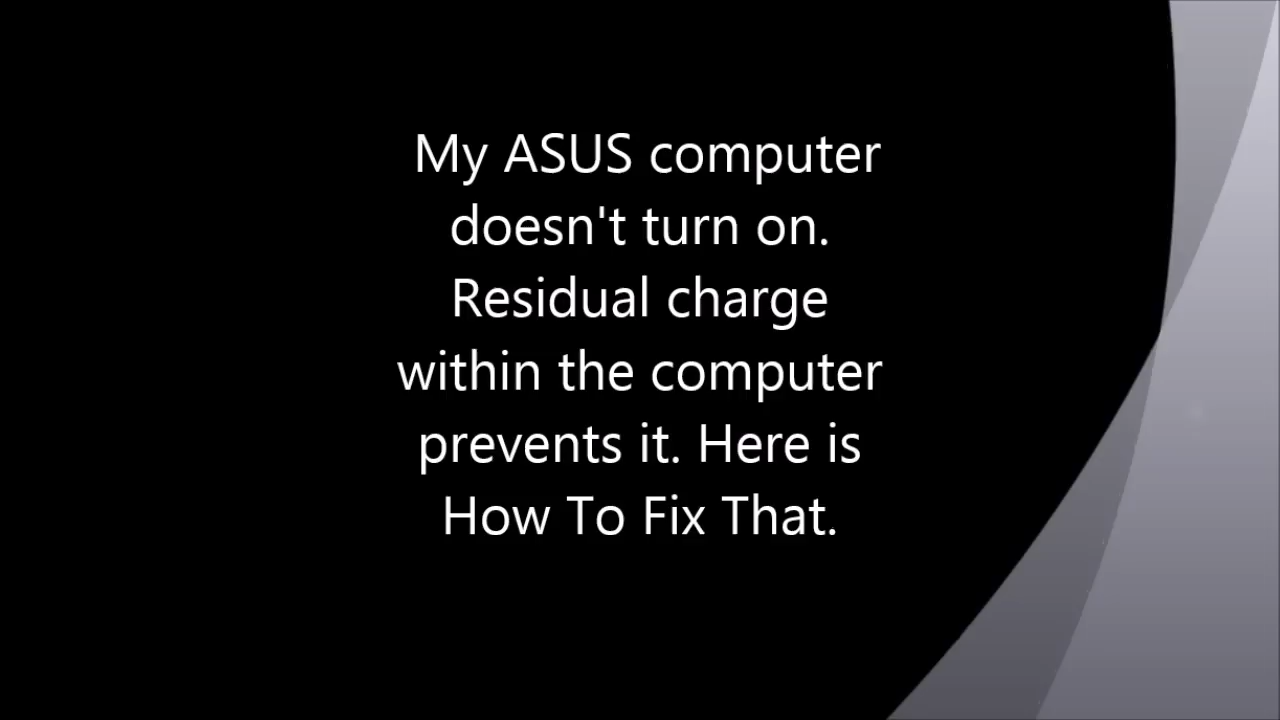 My ASUS computer
doesn't turn on.
Residual charge
within the computer
prevents it. Here is
How To Fix That.